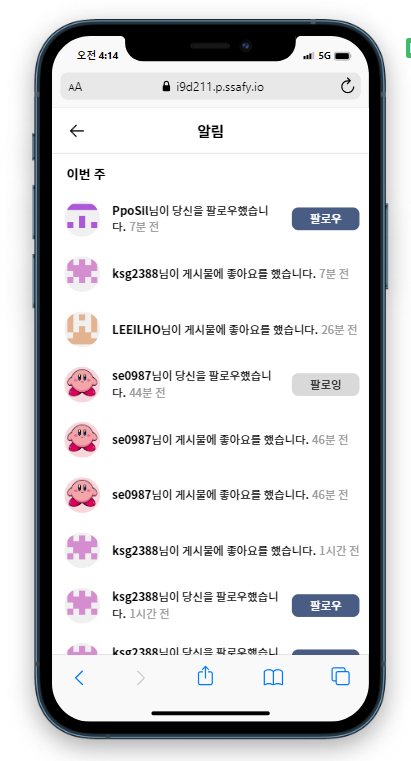 오전 4:14
5G
AA
i9d211.p.ssafy.io
알림
이번 주
PpoSil님이 당신을 팔로우했습니
다. 7분 전
팔로우
ksg2388님이 게시물에 좋아요를 했습니다. 7분 전
LEEILHO님이 게시물에 좋아요를 했습니다. 26분 전
se0987님이 당신을 팔로우했습니
다. 44분 전
팔로잉
se0987님이 게시물에 좋아요를 했습니다. 46분 전
se0987님이 게시물에 좋아요를 했습니다. 46분 전
ksg2388님이 게시물에 좋아요를 했습니다. 1시간 전
ksg2388님이 당신을 팔로우했습니
다. 1시간 전
팔로우
ksg2388님이 당신을 팔로우했습니